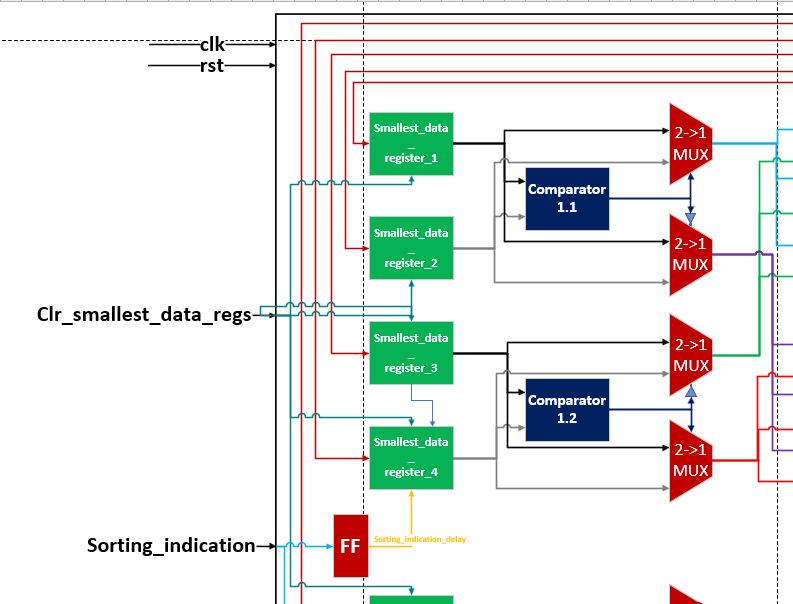 clk
rst
Smallest_data
_
register_1
2->1
MUX
Comparator
1.1
Smallest_data
_
register_2
2->1
MUX
Clr_smallest_data_regs
Smallest_data
_
register_3
2->1
MUX
Comparator
1.2
Smallest_data
_
register_4
2->1
MUX
Sorting_indication
FF
Sorting_indication_delay